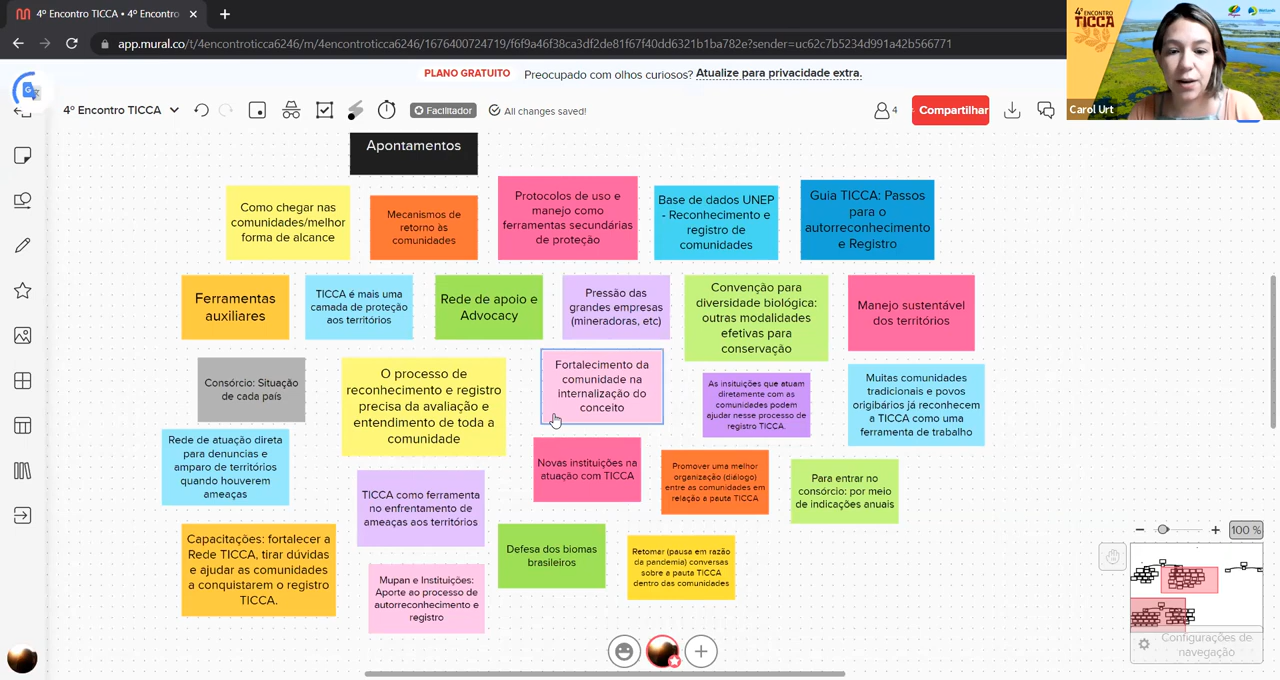 4º Encontro TICCA • 4º Encontro
app.mural.co/t/4encontroticca6246/m/4encontroticca6246/1676400724719/f6f9a46f38ca3df2de81f67f40dd6321b1ba782e?sender=uc62c7b5234d991a42b566771
4º ENCONTRO
TICCA
Carol Urt
PLANO GRATUITO
Preocupado com olhos curiosos? Atualize para privacidade extra.
4º Encontro TICCA
Facilitador
All changes saved!
4
Compartilhar
Apontamentos
Como chegar nas
comunidades/melhor
forma de alcance
Mecanismos de
retorno às
comunidades
Protocolos de uso e
manejo como
ferramentas secundárias
de proteção
Base de dados UNEP
- Reconhecimento e
registro de
comunidades
Guia TICCA: Passos
para o
autorreconhecimento
e Registro
Ferramentas
auxiliares
TICCA é mais uma
camada de proteção
aos territórios
Rede de apoio e
Advocacy
Pressão das
grandes empresas
(mineradoras, etc)
Convenção para
diversidade biológica:
outras modalidades
efetivas para
conservação
Manejo sustentável
dos territórios
Consórcio: Situação
de cada país
O processo de
reconhecimento e registro
precisa da avaliação e
entendimento de toda a
comunidade
Fortalecimento da
comunidade na
internalização do
conceito
As insituições que atuam
diretamente com as
comunidades podem
ajudar nesse processo de
registro TICCA.
Muitas comunidades
tradicionais e povos
origibários já reconhecem
a TICCA como uma
ferramenta de trabalho
Rede de atuação direta
para denuncias e
amparo de territórios
quando houverem
ameaças
TICCA como ferramenta
no enfrentamento de
ameaças aos territórios
Novas instituições na
atuação com TICCA
Promover uma melhor
organização (diálogo)
entre as comunidades em
relação a pauta TICCA
Para entrar no
consórcio: por meio
de indicações anuais
Capacitações: fortalecer a
Rede TICCA, tirar dúvidas
e ajudar as comunidades
a conquistarem o registro
TICCA.
Mupan e Instituições:
Aporte ao processo de
autorreconhecimento e
registro
Defesa dos biomas
brasileiros
Retomar (pausa em razão
da pandemia) conversas
sobre a pauta TICCA
dentro das comunidades
100 %
Configurações de
navegação